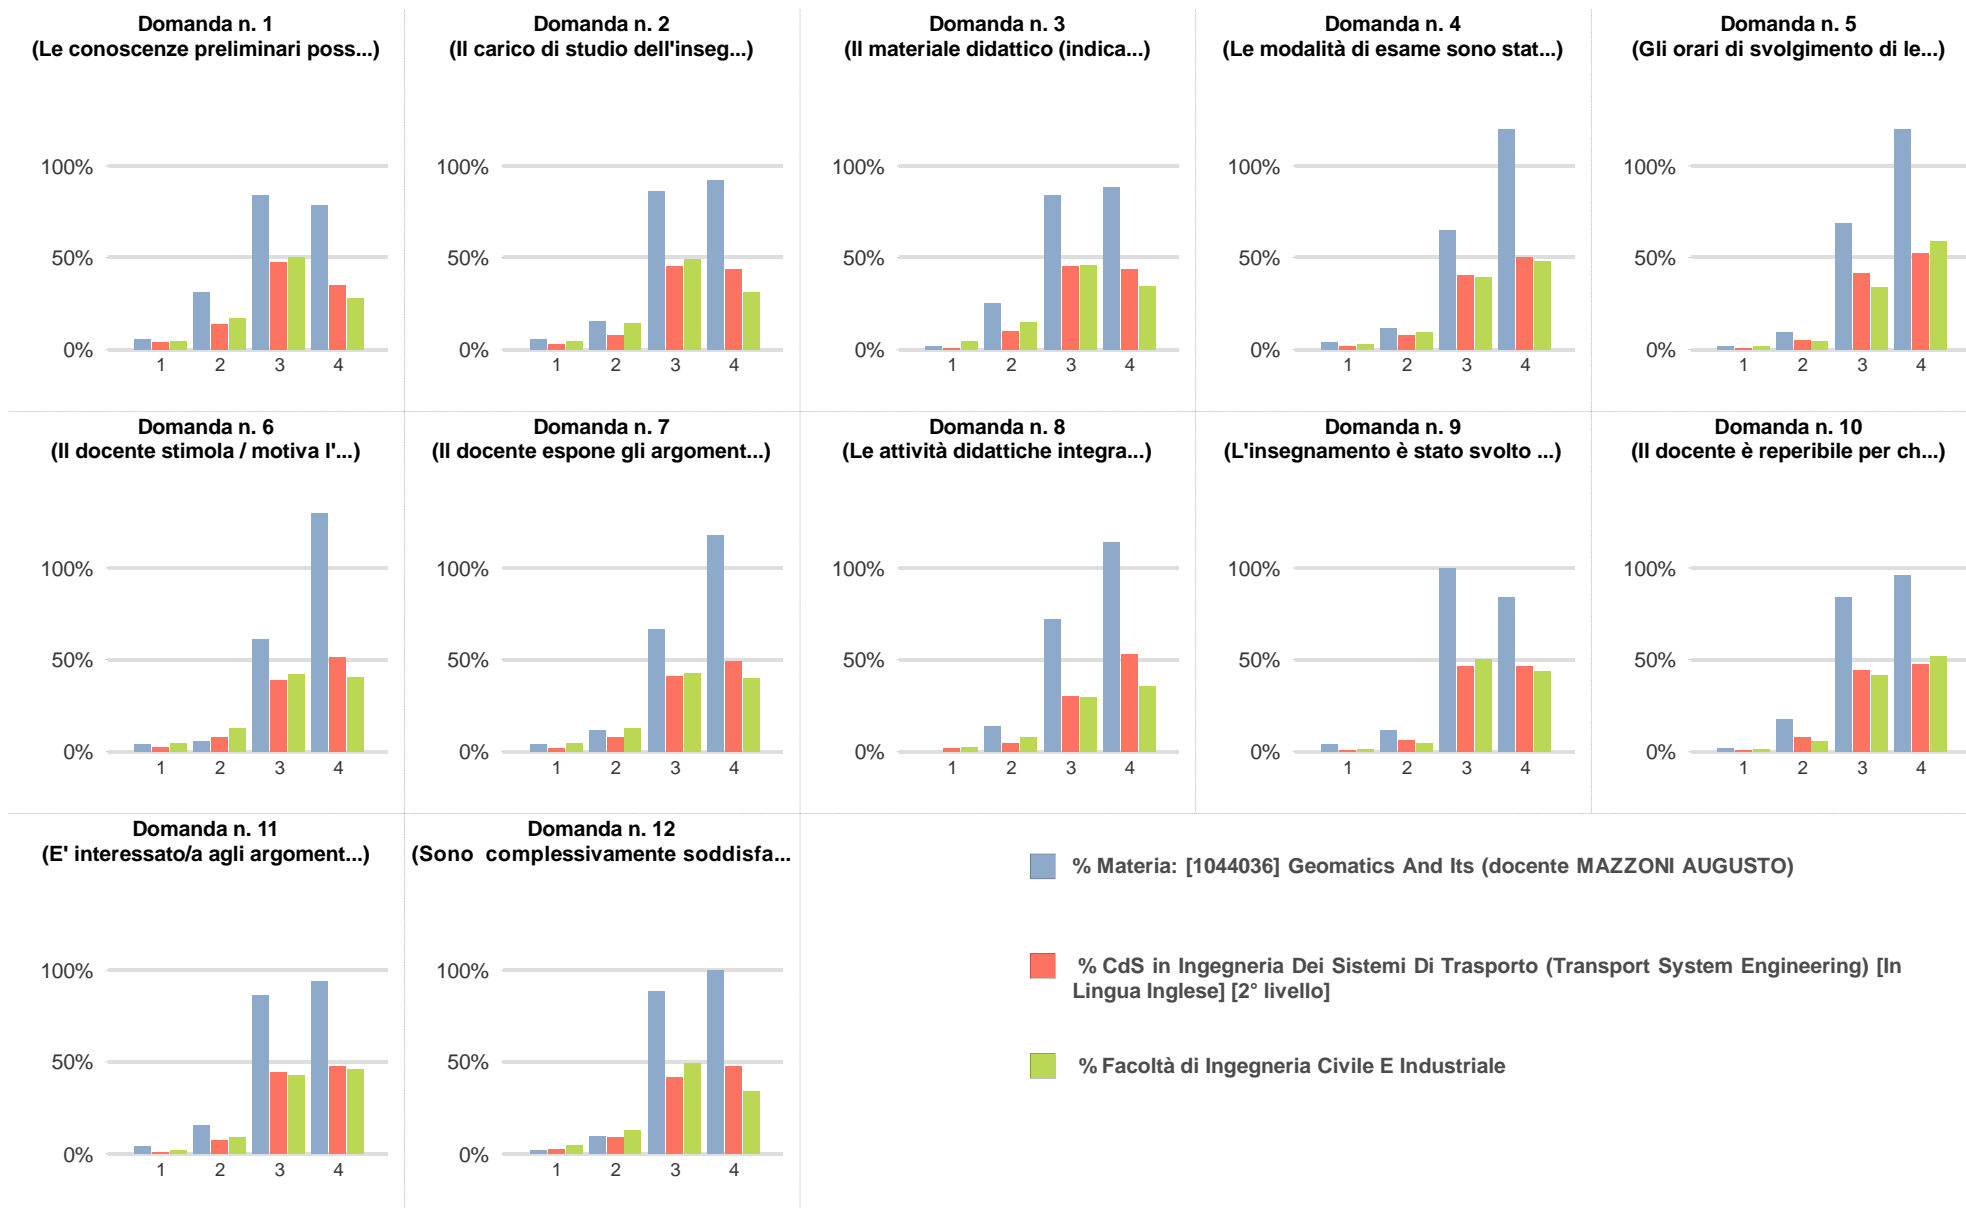 Domanda n. 1
(Le conoscenze preliminari poss...)
100%
50%
0%
1 2 3 4
Domanda n. 2
(Il carico di studio dell'inseg...)
100%
50%
0%
1 2 3 4
Domanda n. 3
(Il materiale didattico (indica...)
100%
50%
0%
1 2 3 4
Domanda n. 4
(Le modalità di esame sono stat...)
100%
50%
0%
1 2 3 4
Domanda n. 5
(Gli orari di svolgimento di le...)
100%
50%
0%
1 2 3 4
Domanda n. 6
(Il docente stimola / motiva l'...)
100%
50%
0%
1 2 3 4
Domanda n. 7
(Il docente espone gli argoment...)
100%
50%
0%
1 2 3 4
Domanda n. 8
(Le attività didattiche integra...)
100%
50%
0%
1 2 3 4
Domanda n. 9
(L'insegnamento è stato svolto ...)
100%
50%
0%
1 2 3 4
Domanda n. 10
(Il docente è reperibile per ch...)
100%
50%
0%
1 2 3 4
Domanda n. 11
(E' interessato/a agli argoment...)
100%
50%
0%
1 2 3 4
Domanda n. 12
(Sono complessivamente soddisfa...
100%
50%
0%
1 2 3 4
% Materia: [1044036] Geomatics And Its (docente MAZZONI AUGUSTO)
% CdS in Ingegneria Dei Sistemi Di Trasporto (Transport System Engineering) [In
Lingua Inglese] [2° livello]
% Facoltà di Ingegneria Civile E Industriale